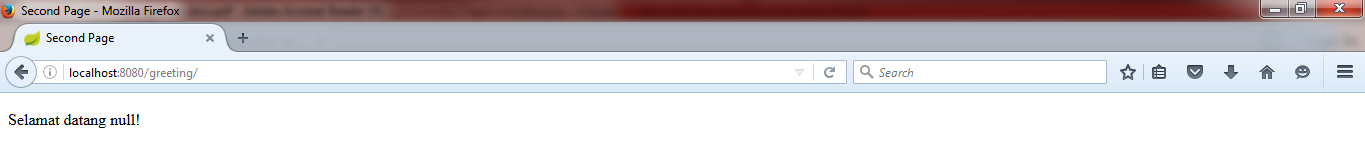 Second Page - Mozilla Firefox
Second Page
localhost:8080/greeting/
Search
Selamat datang null!